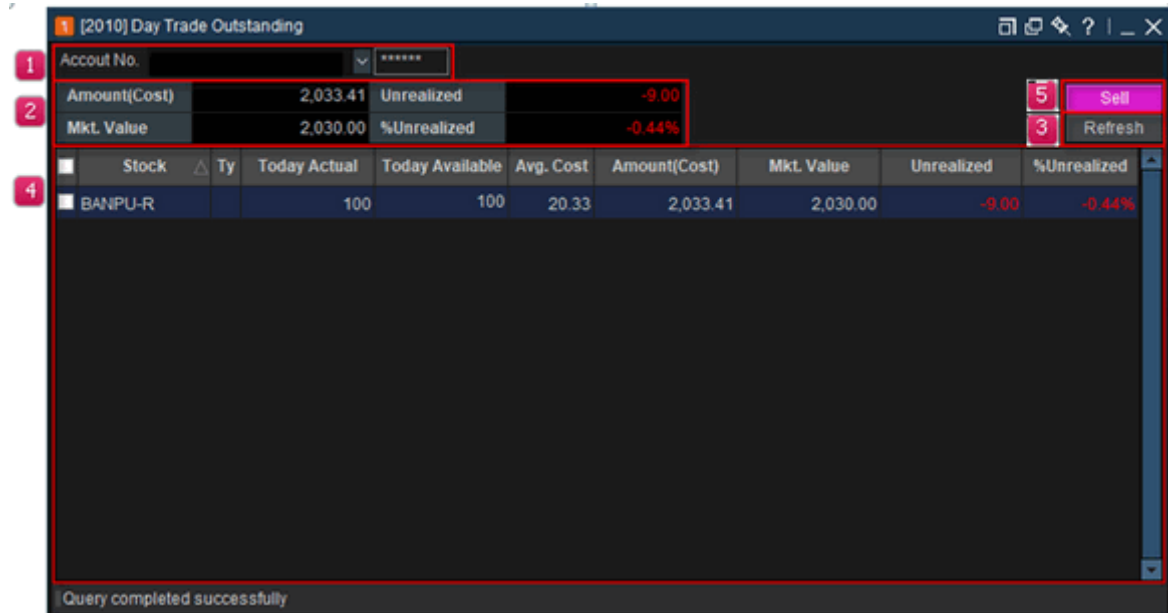 1 [2010] Day Trade Outstanding ?
1 Accout No. ******
2 Amount(Cost) 2,033.41 Unrealized -9.00 5 Sell
Mkt. Value 2,030.00 %Unrealized -0.44% 3 Refresh
Stock Ty Today Actual Today Available Avg. Cost Amount(Cost) Mkt. Value Unrealized %Unrealized
4 BANPU-R 100 100 20.33 2,033.41 2,030.00 -9.00 -0.44%
Query completed successfully